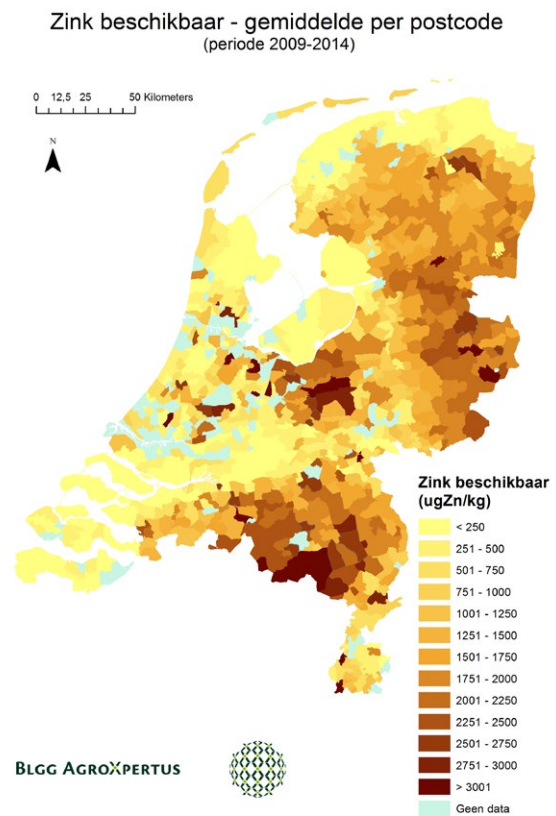 Zink beschikbaar - gemiddelde per postcode
(periode 2009-2014)
0 12,5 25 50 Kilometers
N
Zink beschikbaar
(ugZn/kg)
< 250
251 - 500
501 - 750
751 - 1000
1001 - 1250
1251 - 1500
1501 - 1750
1751 - 2000
2001 - 2250
2251 - 2500
2501 - 2750
2751 - 3000
> 3001
Geen data
BLGG AGROXPERTUS